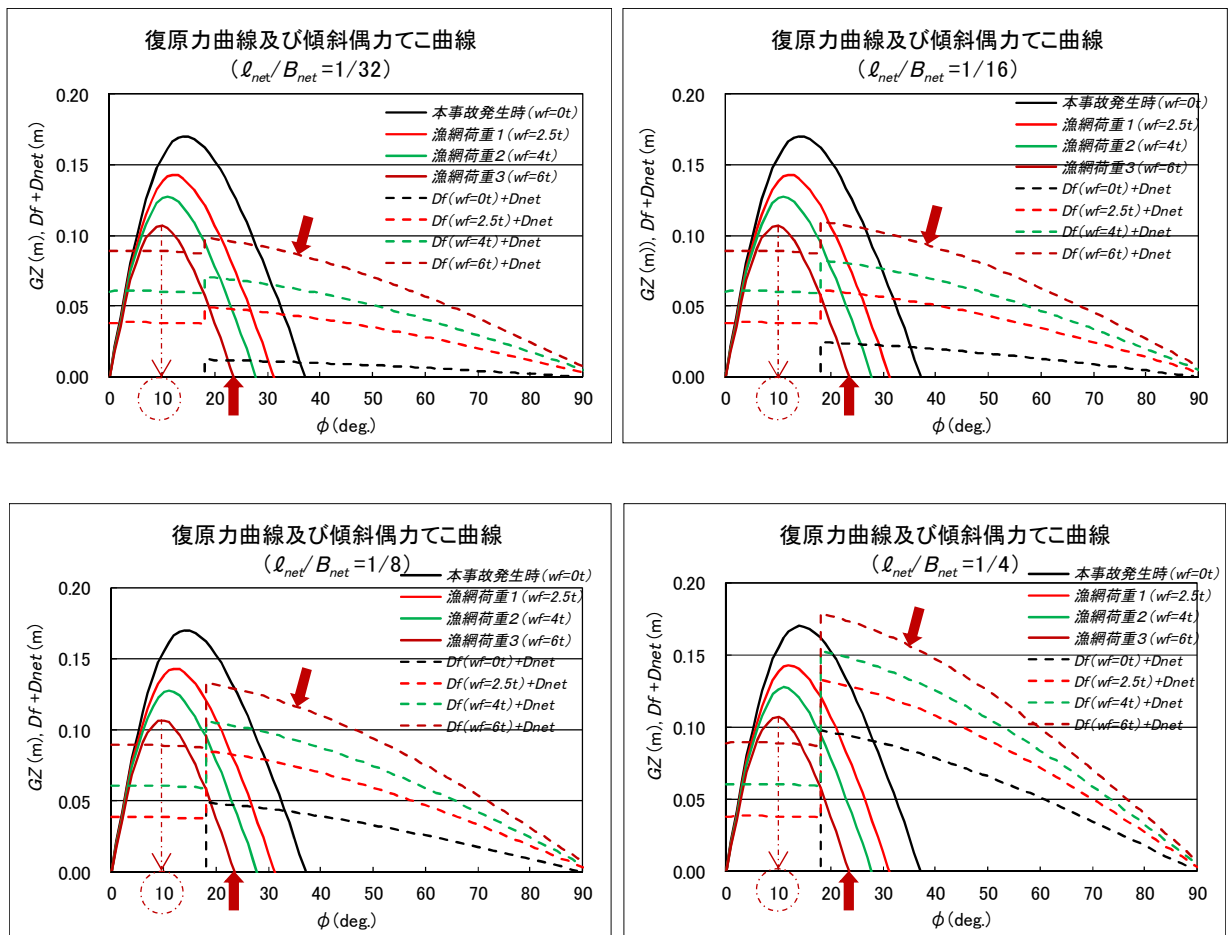 復原力曲線及び傾斜偶力てこ曲線
(ℓnet/Bnet =1/32)
GZ (m), Df + Dnet (m)
0.20
0.15
0.10
0.05
0.00
本事故発生時(wf=0t)
漁網荷重1(wf=2.5t)
漁網荷重2(wf=4t)
漁網荷重3(wf=6t)
Df(wf=0t)+Dnet
Df(wf=2.5t)+Dnet
Df(wf=4t)+Dnet
Df(wf=6t)+Dnet
0 10 20 30 40 50 60 70 80 90
φ(deg.)
復原力曲線及び傾斜偶力てこ曲線
(ℓnet/Bnet =1/16)
GZ (m)), Df + Dnet (m)
0.20
0.15
0.10
0.05
0.00
本事故発生時(wf=0t)
漁網荷重1(wf=2.5t)
漁網荷重2(wf=4t)
漁網荷重3(wf=6t)
Df(wf=0t)+Dnet
Df(wf=2.5t)+Dnet
Df(wf=4t)+Dnet
Df(wf=6t)+Dnet
0 10 20 30 40 50 60 70 80 90
φ(deg.)
復原力曲線及び傾斜偶力てこ曲線
(ℓnet/Bnet =1/8)
GZ (m), Df +Dnet (m)
0.20
0.15
0.10
0.05
0.00
本事故発生時(wf=0t)
漁網荷重1(wf=2.5t)
漁網荷重2(wf=4t)
漁網荷重3(wf=6t)
Df(wf=0t)+Dnet
Df(wf=2.5t)+Dnet
Df(wf=4t)+Dnet
Df(wf=6t)+Dnet
0 10 20 30 40 50 60 70 80 90
φ(deg.)
復原力曲線及び傾斜偶力てこ曲線
(ℓnet/Bnet =1/4)
GZ (m), Df + Dnet (m)
0.20
0.15
0.10
0.05
0.00
本事故発生時(wf=0t)
漁網荷重1(wf=2.5t)
漁網荷重2(wf=4t)
漁網荷重3(wf=6t)
Df(wf=0t)+Dnet
Df(wf=2.5t)+Dnet
Df(wf=4t)+Dnet
Df(wf=6t)+Dnet
0 10 20 30 40 50 60 70 80 90
φ(deg.)